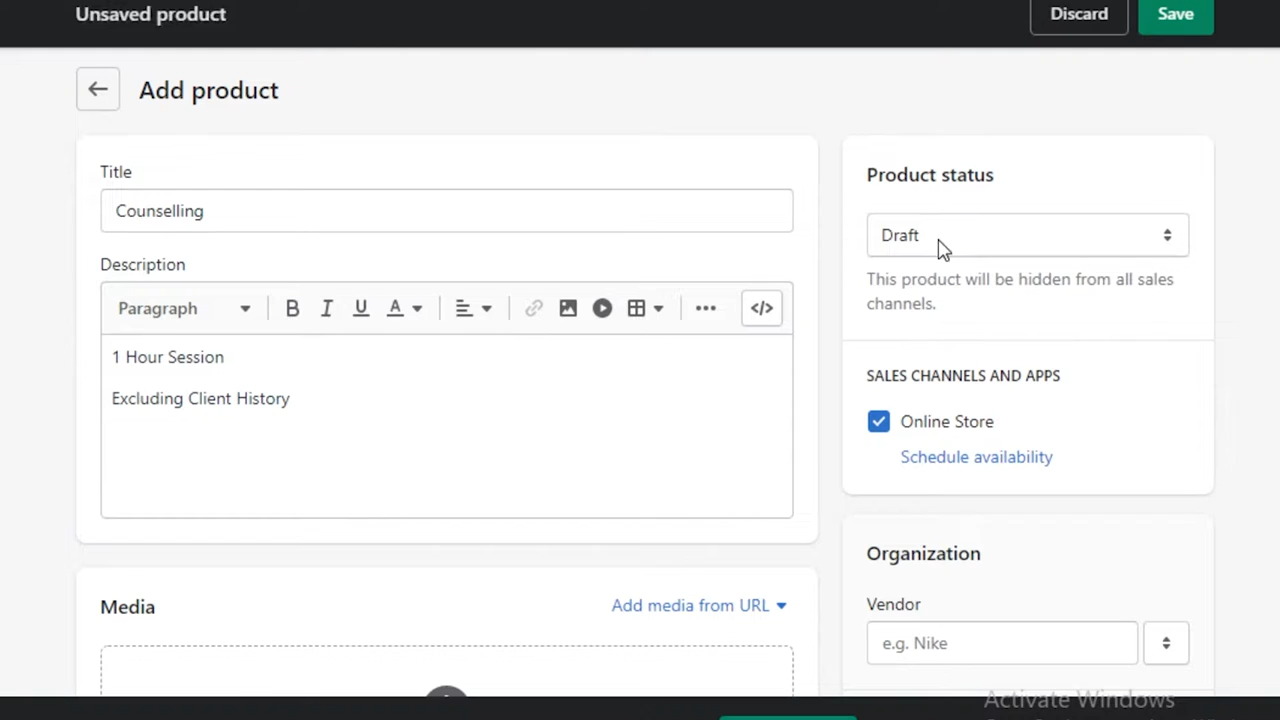 Unsaved product
Discard
Save
Add product
Title
Counselling
Description
Paragraph
B I U A
</>
1 Hour Session
Excluding Client History
Media
Add media from URL
Product status
Draft
This product will be hidden from all sales
channels.
SALES CHANNELS AND APPS
Online Store
Schedule availability
Organization
Vendor
e.g. Nike
Activate Windows